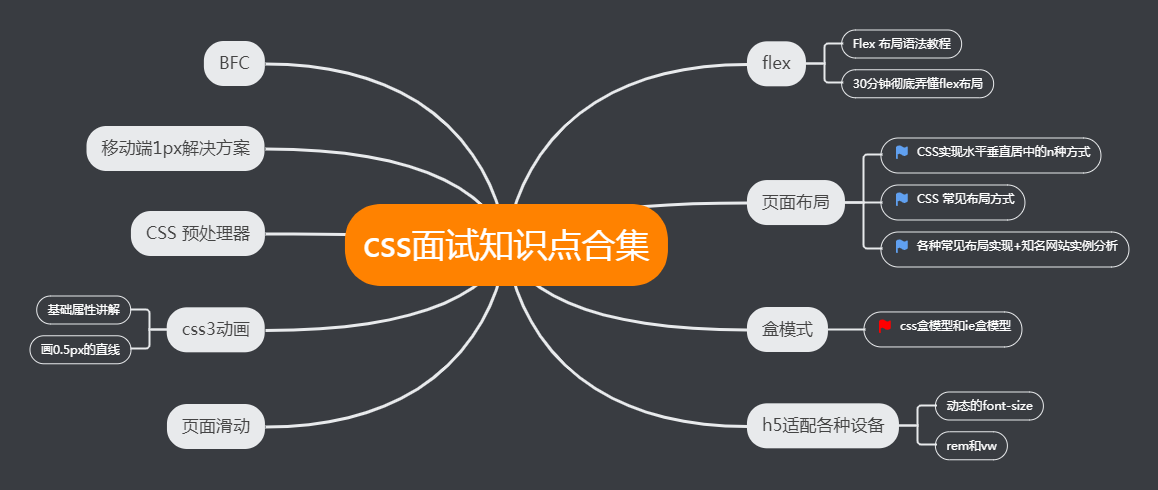 css面试知识点合集
flex
Flex 布局语法教程
30分钟彻底弄懂flex布局
页面布局
CSS实现水平垂直居中的n种方式
CSS 常见布局方式
各种常见布局实现+知名网站实例分析
盒模式
css盒模型和ie盒模型
h5适配各种设备
动态的font-size
rem和vw
BFC
移动端1px解决方案
CSS 预处理器
css3动画
基础属性讲解
画0.5px的直线
页面滑动